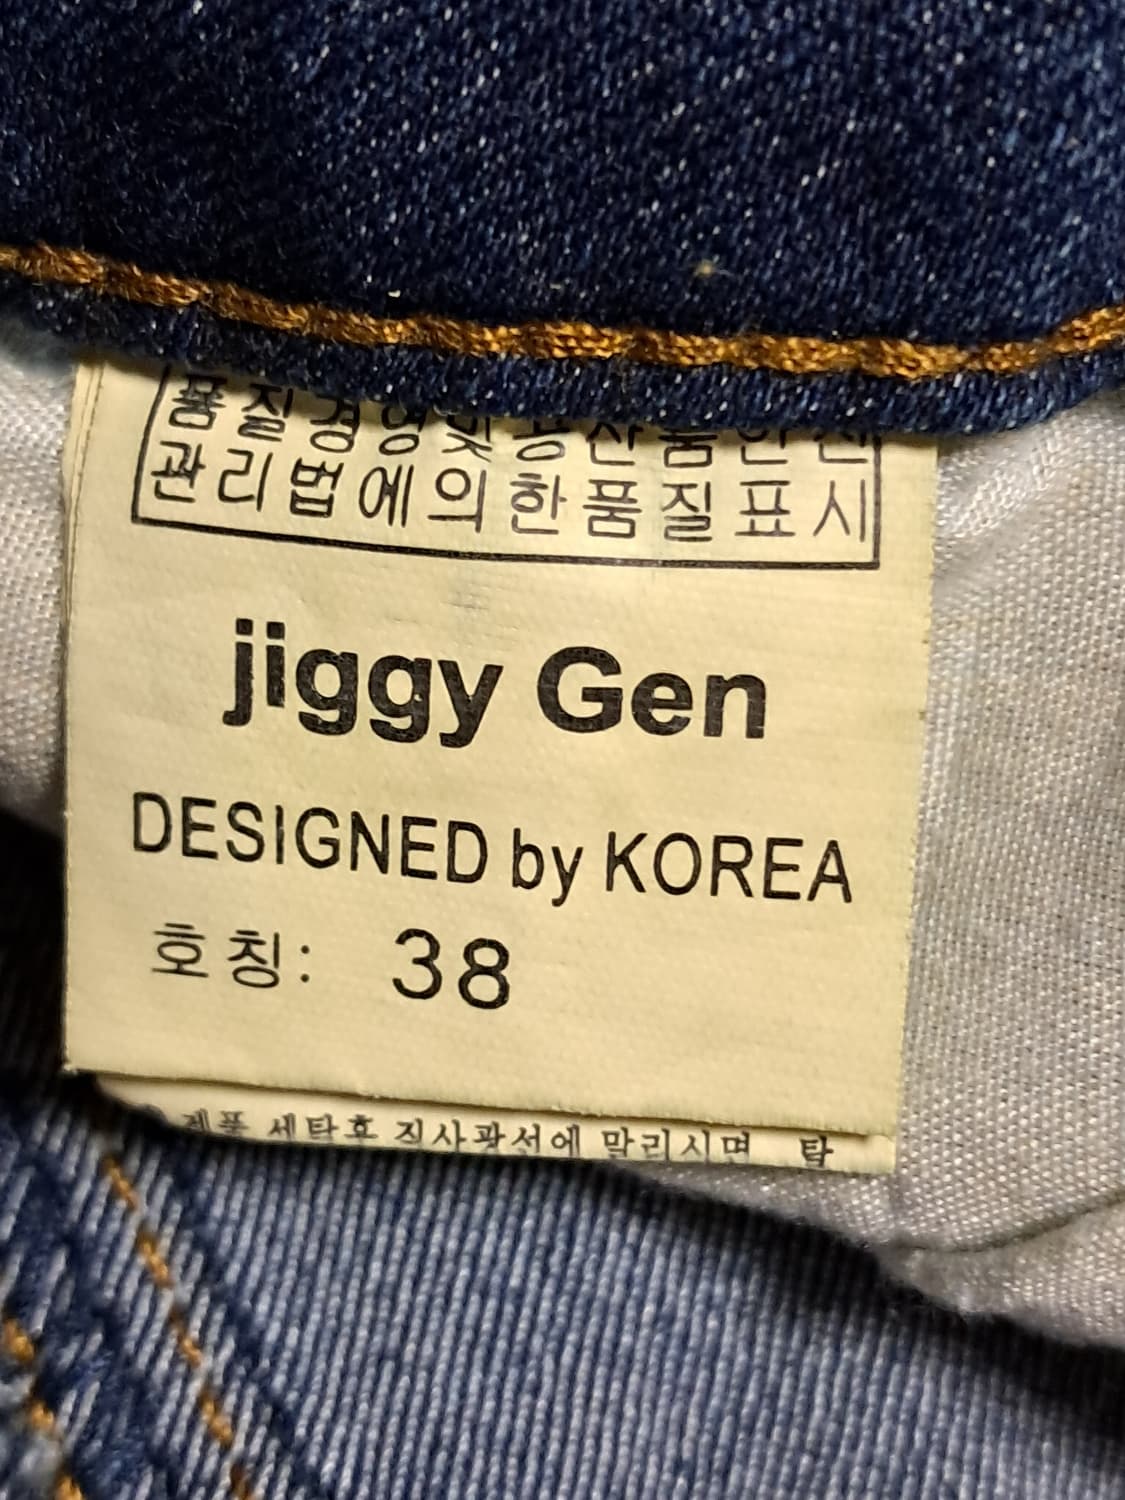 품질경영및공산품안전
관리법에의한품질표시
jiggy Gen
DESIGNED by KOREA
호칭: 38
제품 세탁후 직사광선에 말리시면 탈